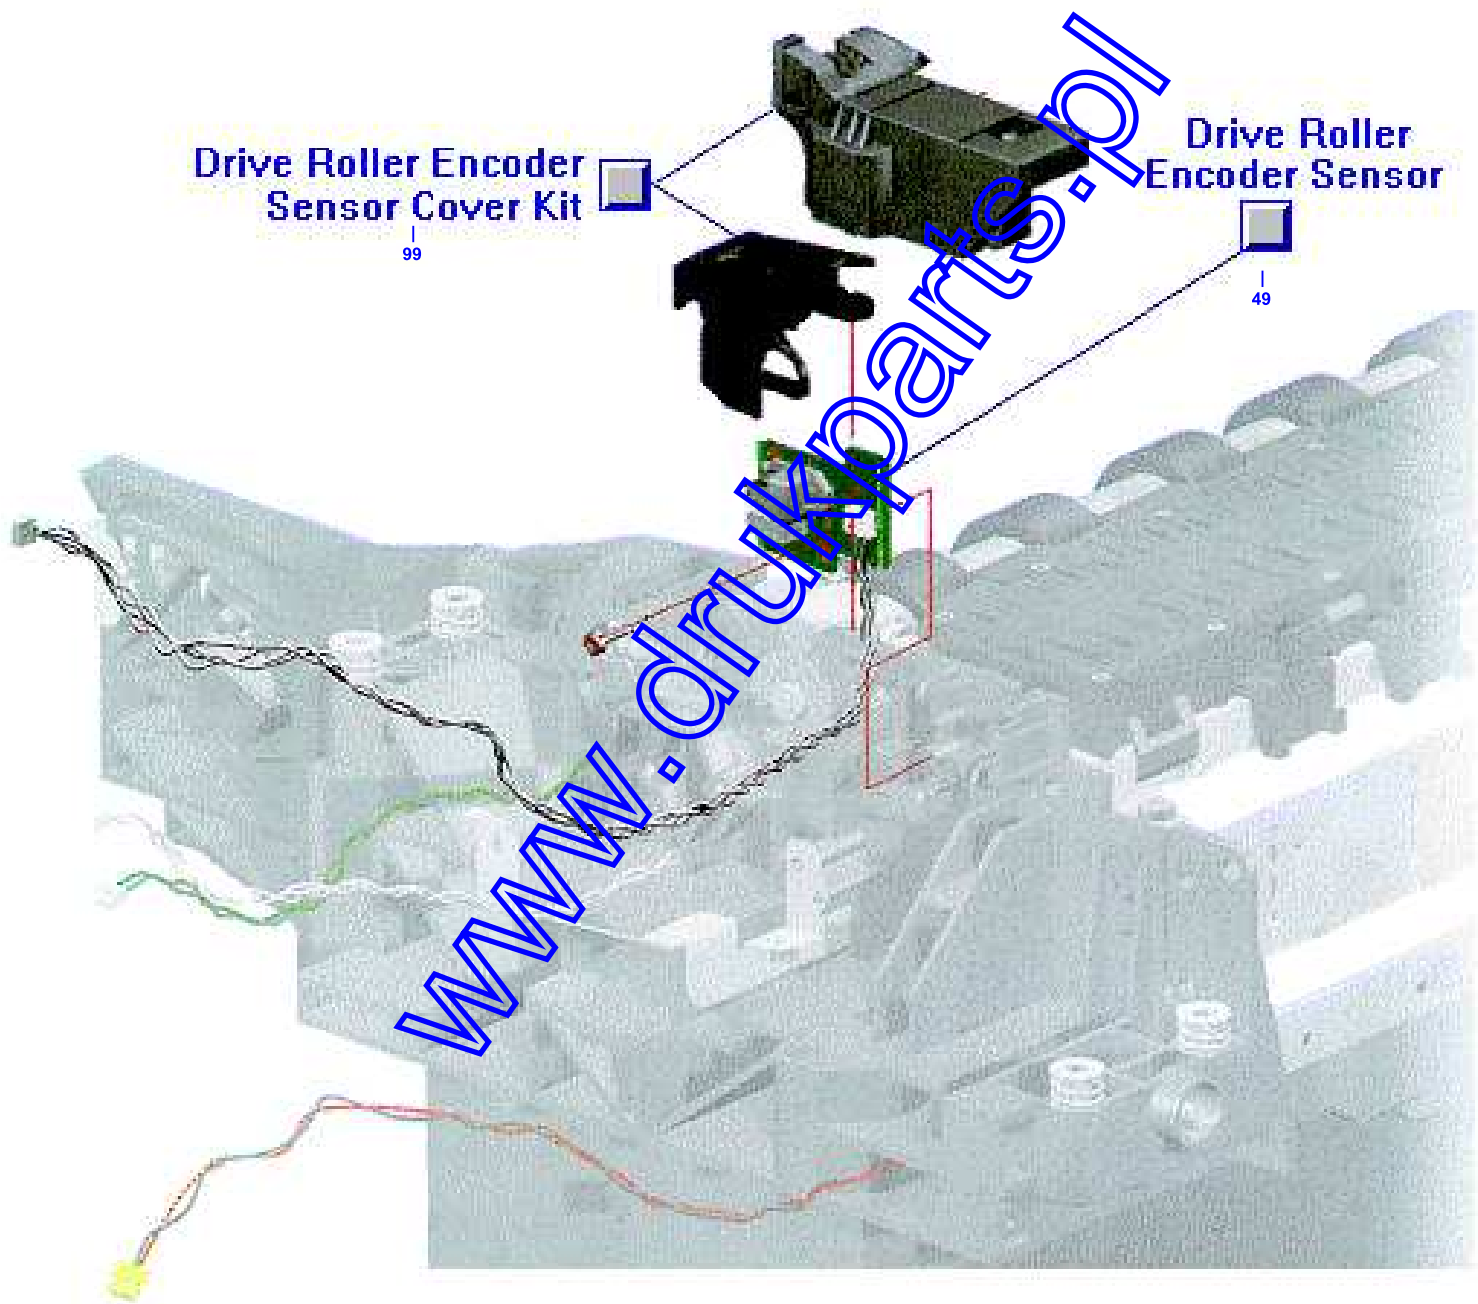 Drive Roller Encoder
Sensor Cover Kit
99
Drive Roller
Encoder Sensor
49
www.drukparts.pl